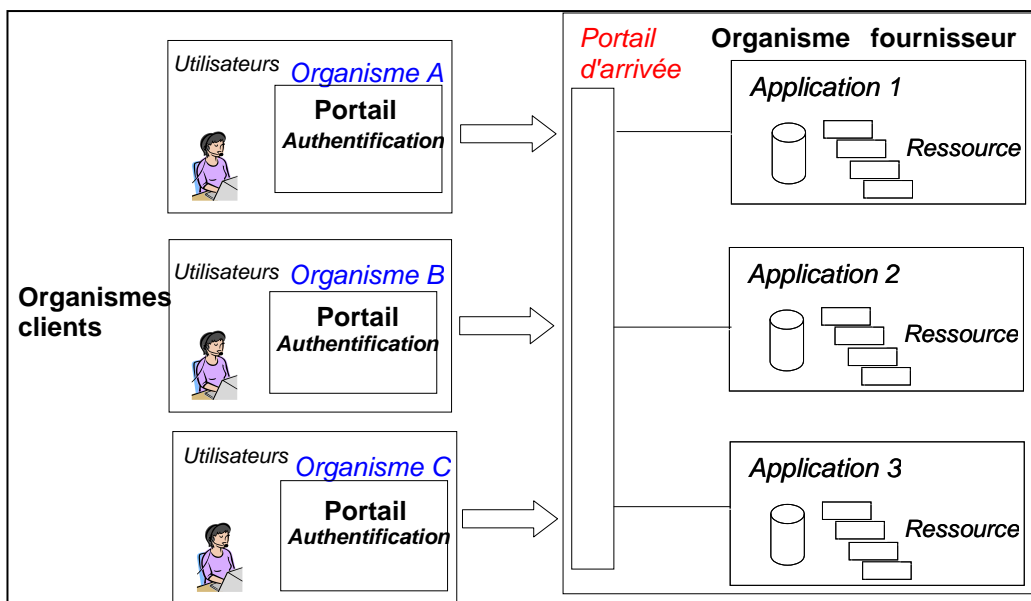 Organismes
clients
Utilisateurs
Organisme A
Portail
Authentification
Utilisateurs
Organisme B
Portail
Authentification
Utilisateurs
Organisme C
Portail
Authentification
Portail
d'arrivée
Organisme fournisseur
Application 1
Ressource
Application 2
Ressource
Application 3
Ressource